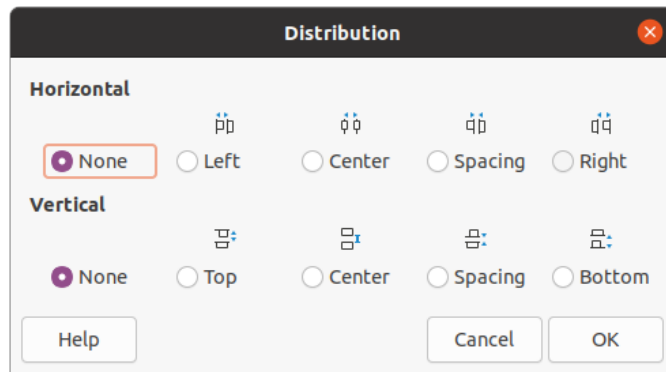 Distribution
Horizontal
None Left Center Spacing Right
Vertical
None Top Center Spacing Bottom
Help Cancel OK